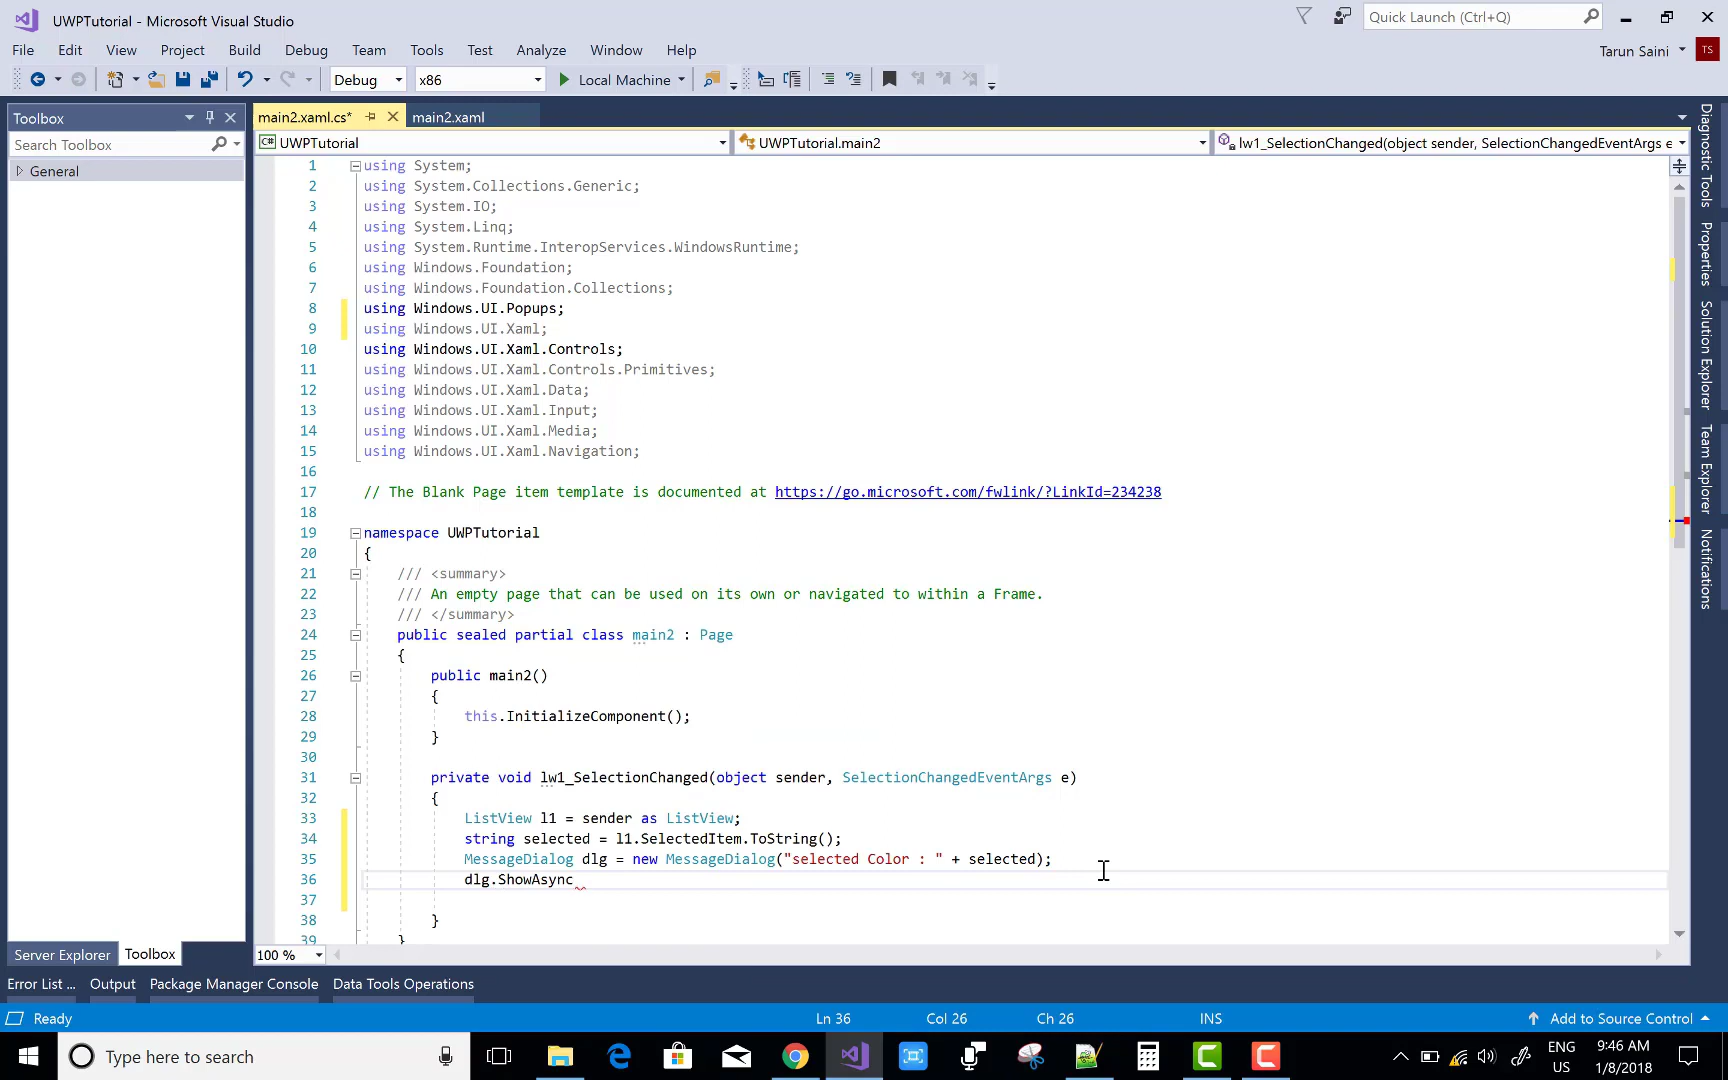 UWPTutorial - Microsoft Visual Studio
Quick Launch (Ctrl+Q)
File Edit View Project Build Debug Team Tools Test Analyze Window Help
Tarun Saini TS
Debug x86 Local Machine
Toolbox
main2.xaml.cs* main2.xaml
Search Toolbox
C# UWPTutorial UWPTutorial.main2 lw1_SelectionChanged(object sender, SelectionChangedEventArgs e
General
1 using System;
2 using System.Collections.Generic;
3 using System.IO;
4 using System.Linq;
5 using System.Runtime.InteropServices.WindowsRuntime;
6 using Windows.Foundation;
7 using Windows.Foundation.Collections;
8 using Windows.UI.Popups;
9 using Windows.UI.Xaml;
10 using Windows.UI.Xaml.Controls;
11 using Windows.UI.Xaml.Controls.Primitives;
12 using Windows.UI.Xaml.Data;
13 using Windows.UI.Xaml.Input;
14 using Windows.UI.Xaml.Media;
15 using Windows.UI.Xaml.Navigation;
16
17 // The Blank Page item template is documented at https://go.microsoft.com/fwlink/?LinkId=234238
18
19 namespace UWPTutorial
20 {
21 /// <summary>
22 /// An empty page that can be used on its own or navigated to within a Frame.
23 /// </summary>
24 public sealed partial class main2 : Page
25 {
26 public main2()
27 {
28 this.InitializeComponent();
29 }
30
31 private void lw1_SelectionChanged(object sender, SelectionChangedEventArgs e)
32 {
33 ListView l1 = sender as ListView;
34 string selected = l1.SelectedItem.ToString();
35 MessageDialog dlg = new MessageDialog("selected Color : " + selected);
36 dlg.ShowAsync
37
38 }
39 }
Diagnostic Tools
Properties
Solution Explorer
Team Explorer
Notifications
Server Explorer Toolbox
100 %
Error List ... Output Package Manager Console Data Tools Operations
Ready Ln 36 Col 26 Ch 26 INS Add to Source Control
Type here to search
ENG
US
9:46 AM
1/8/2018